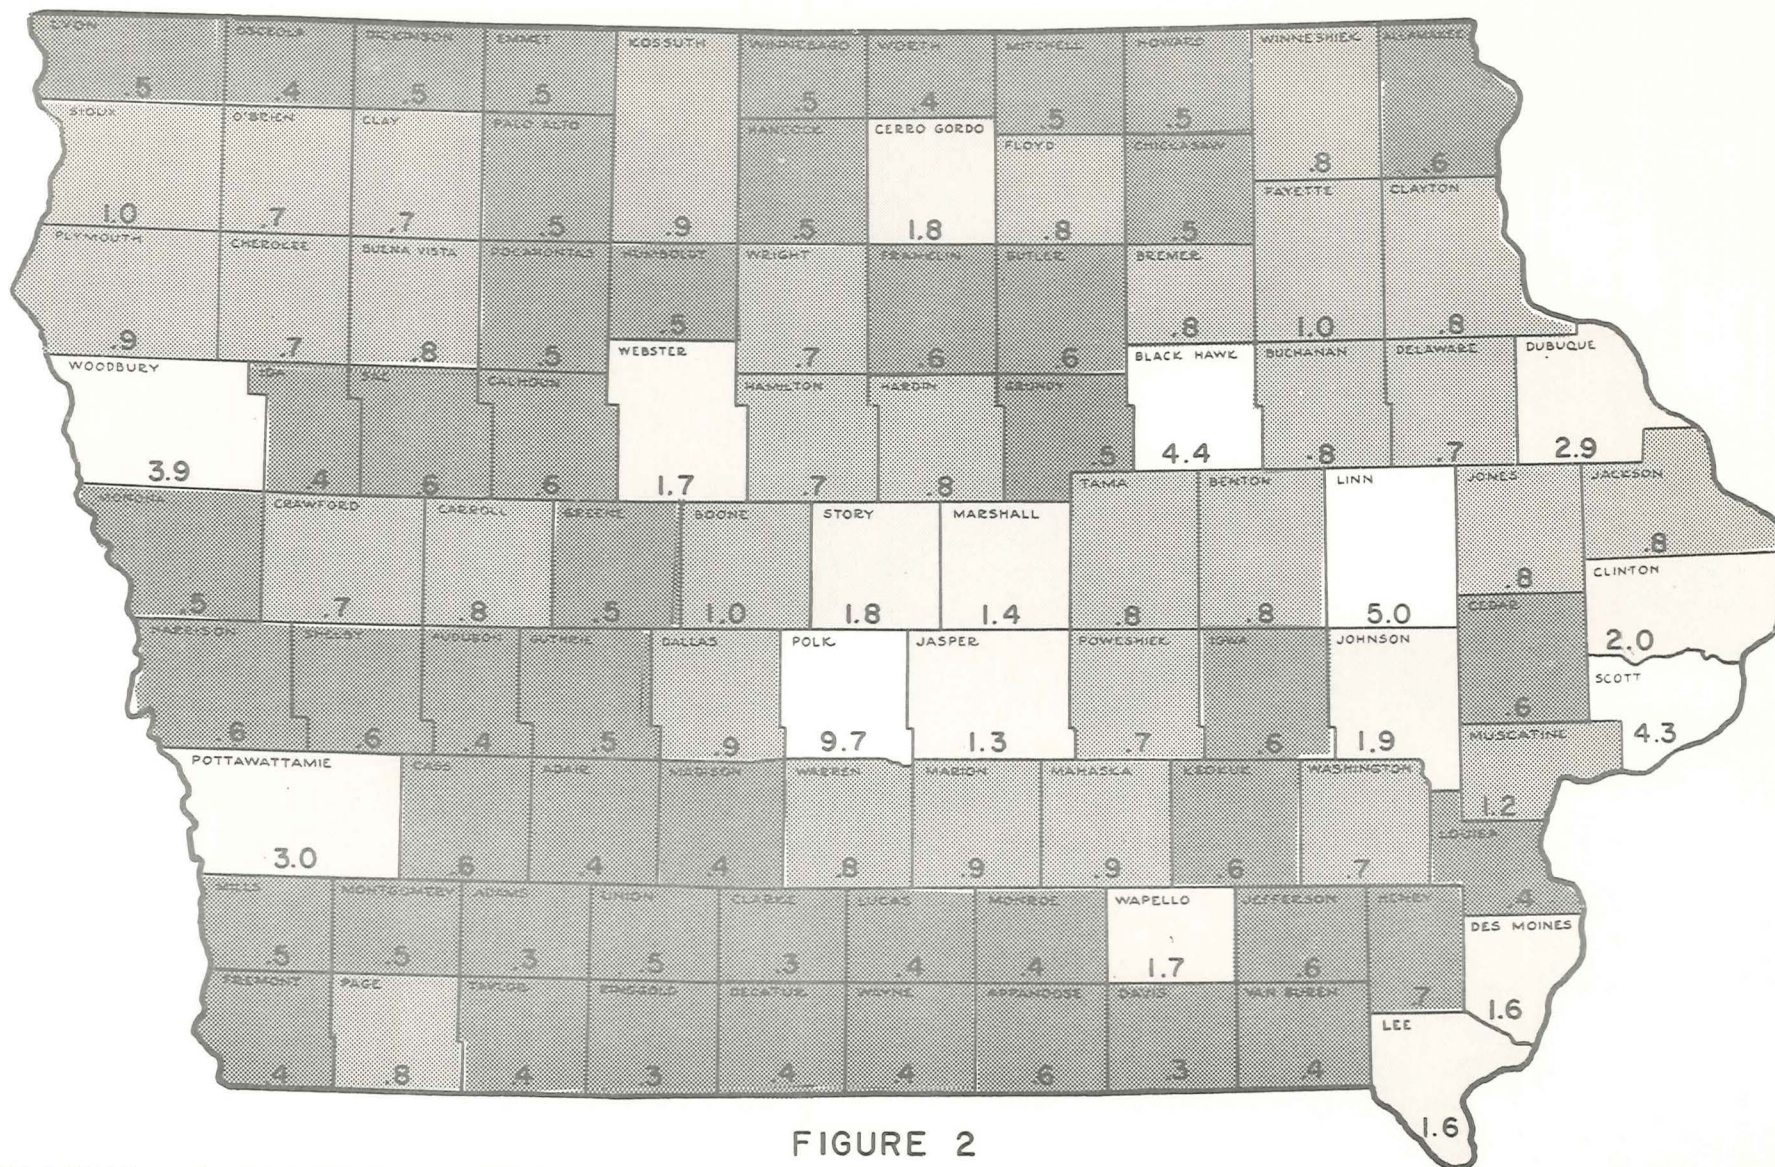 LYON OSCEOLA DICKINSON EMMET KOSSUTH WINNEBAGO WORTH MITCHELL HOWARD WINNESHIEK ALLAMAKEE
.5 .4 .5 .5 .5 .4 .5 .5 .8 .6
SIOUX O'BRIEN CLAY PALO ALTO HANCOCK CERRO GORDO FLOYD CHICKASAW FAYETTE CLAYTON
1.0 .7 .7 .5 .9 .5 1.8 .8 .5 1.0 .8
PLYMOUTH CHEROKEE BUENA VISTA POCAHONTAS HUMBOLDT WRIGHT FRANKLIN BUTLER BREMER
.9 .7 .8 .5 .5 .7 .6 .6 .8
WOODBURY IDA SAC CALHOUN WEBSTER HAMILTON HARDIN GRUNDY BLACK HAWK BUCHANAN DELAWARE DUBUQUE
3.9 .4 .6 .6 1.7 .7 .8 .5 4.4 .8 .7 2.9
MONONA CRAWFORD CARROLL GREENE BOONE STORY MARSHALL TAMA BENTON LINN JONES JACKSON
.5 .7 .8 .5 1.0 1.8 1.4 .8 .8 5.0 .8 .8
CLINTON
2.0
HARRISON SHELBY AUDUBON GUTHRIE DALLAS POLK JASPER POWESHIEK IOWA JOHNSON CEDAR SCOTT
.6 .6 .4 .5 .9 9.7 1.3 .7 .6 1.9 .6 4.3
POTTAWATTAMIE CASS ADAIR MADISON WARREN MARION MAHASKA KEOKUK WASHINGTON MUSCATINE
3.0 .6 .4 .4 .8 .9 .9 .6 .7 1.2
LOUISA
.4
MILLS MONTGOMERY ADAMS UNION CLARKE LUCAS MONROE WAPELLO JEFFERSON HENRY DES MOINES
.5 .5 .3 .5 .3 .4 .4 1.7 .6 .7 1.6
FREMONT PAGE TAYLOR RINGGOLD DECATUR WAYNE APPANOOSE DAVIS VAN BUREN LEE
.4 .8 .4 .3 .4 .4 .6 .3 .4 1.6
FIGURE 2